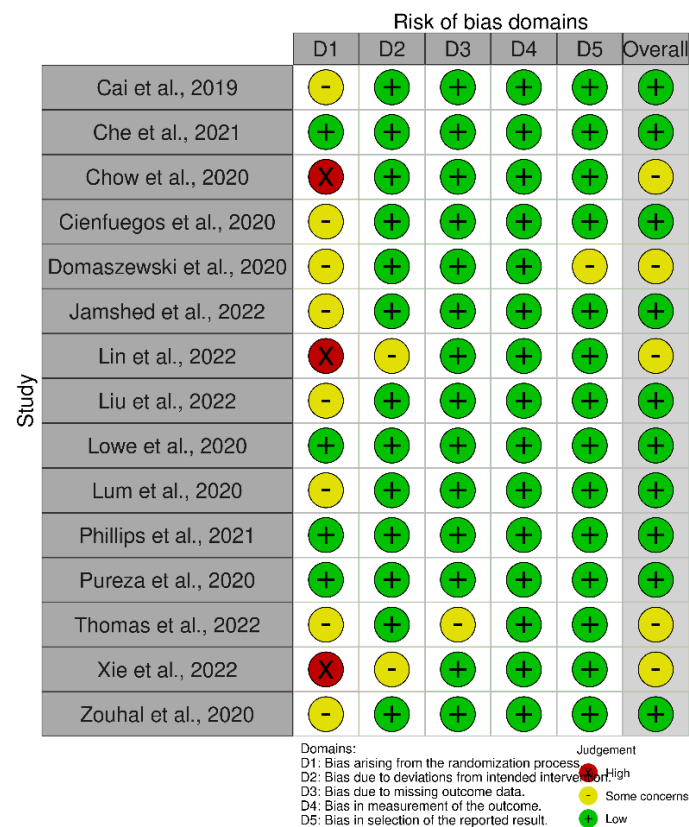 Risk of bias domains
D1 D2 D3 D4 D5 Overall
Study
Cai et al., 2019 - + + + + +
Che et al., 2021 + + + + + +
Chow et al., 2020 X + + + + -
Cienfuegos et al., 2020 - + + + + +
Domaszewski et al., 2020 - + + + - -
Jamshed et al., 2022 - + + + + +
Lin et al., 2022 X - + + + -
Liu et al., 2022 - + + + + +
Lowe et al., 2020 + + + + + +
Lum et al., 2020 - + + + + +
Phillips et al., 2021 + + + + + +
Pureza et al., 2020 + + + + + +
Thomas et al., 2022 - + - + + -
Xie et al., 2022 X - + + + -
Zouhal et al., 2020 - + + + + +
Domains:
D1: Bias arising from the randomization process.
D2: Bias due to deviations from intended intervention.
D3: Bias due to missing outcome data.
D4: Bias in measurement of the outcome.
D5: Bias in selection of the reported result.
Judgement
X High
- Some concerns
+ Low